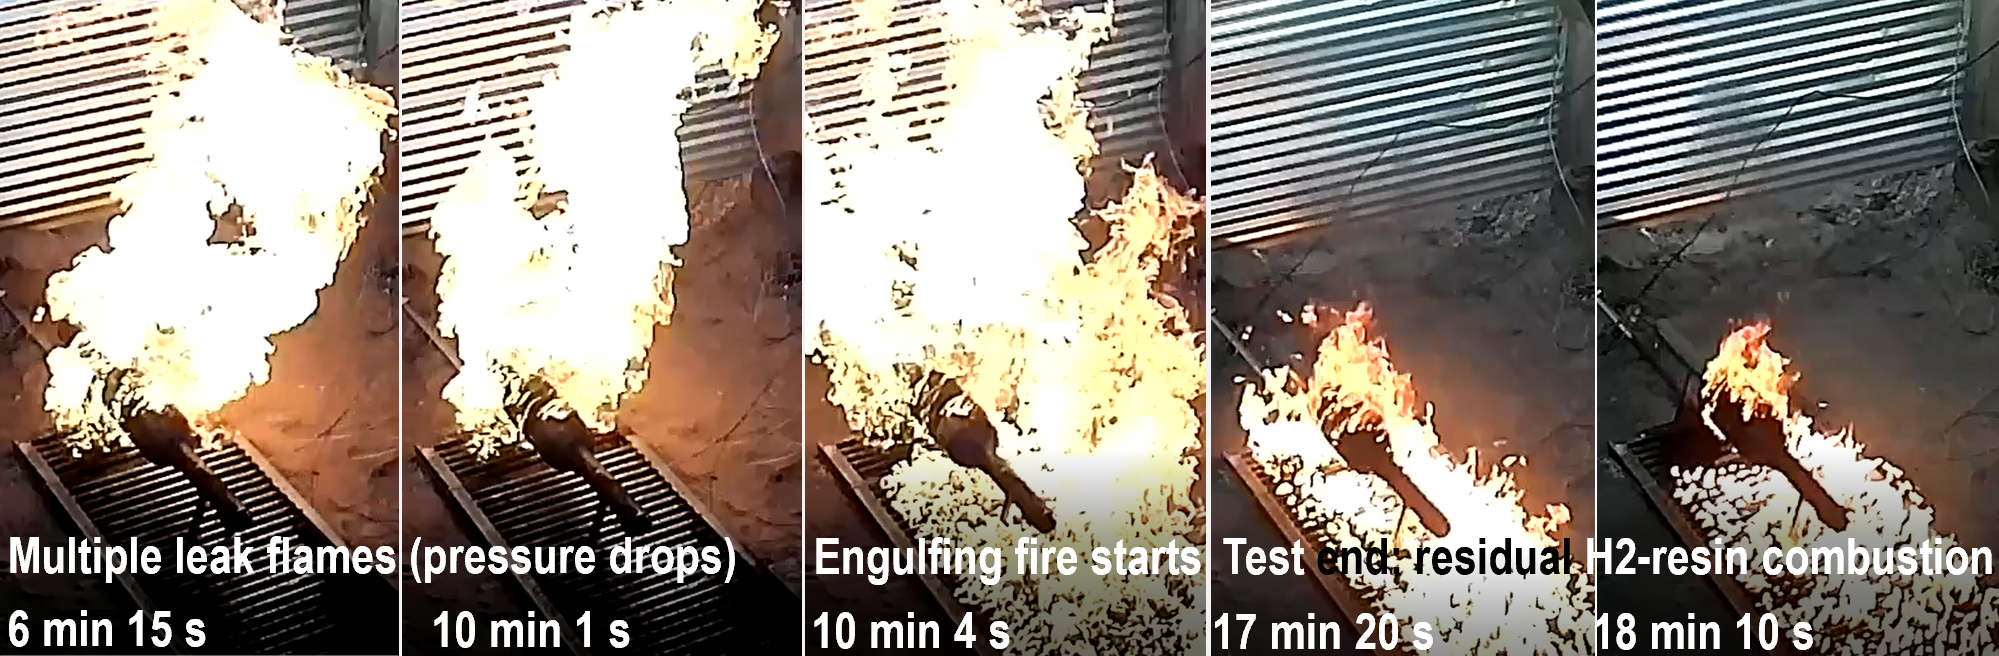 Multiple leak flames (pressure drops)
6 min 15 s
10 min 1 s
Engulfing fire starts
10 min 4 s
Test end: residual H2-resin combustion
17 min 20 s
18 min 10 s